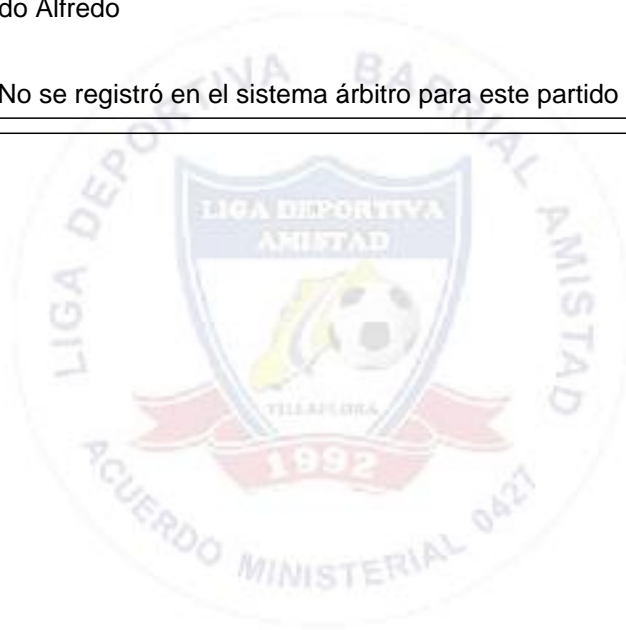 do Alfredo
No se registró en el sistema árbitro para este partido
LIGA DEPORTIVA BARRIAL AMISTAD
LIGA DEPORTIVA
AMISTAD
VILLAFLORA
1992
ACUERDO MINISTERIAL 0427